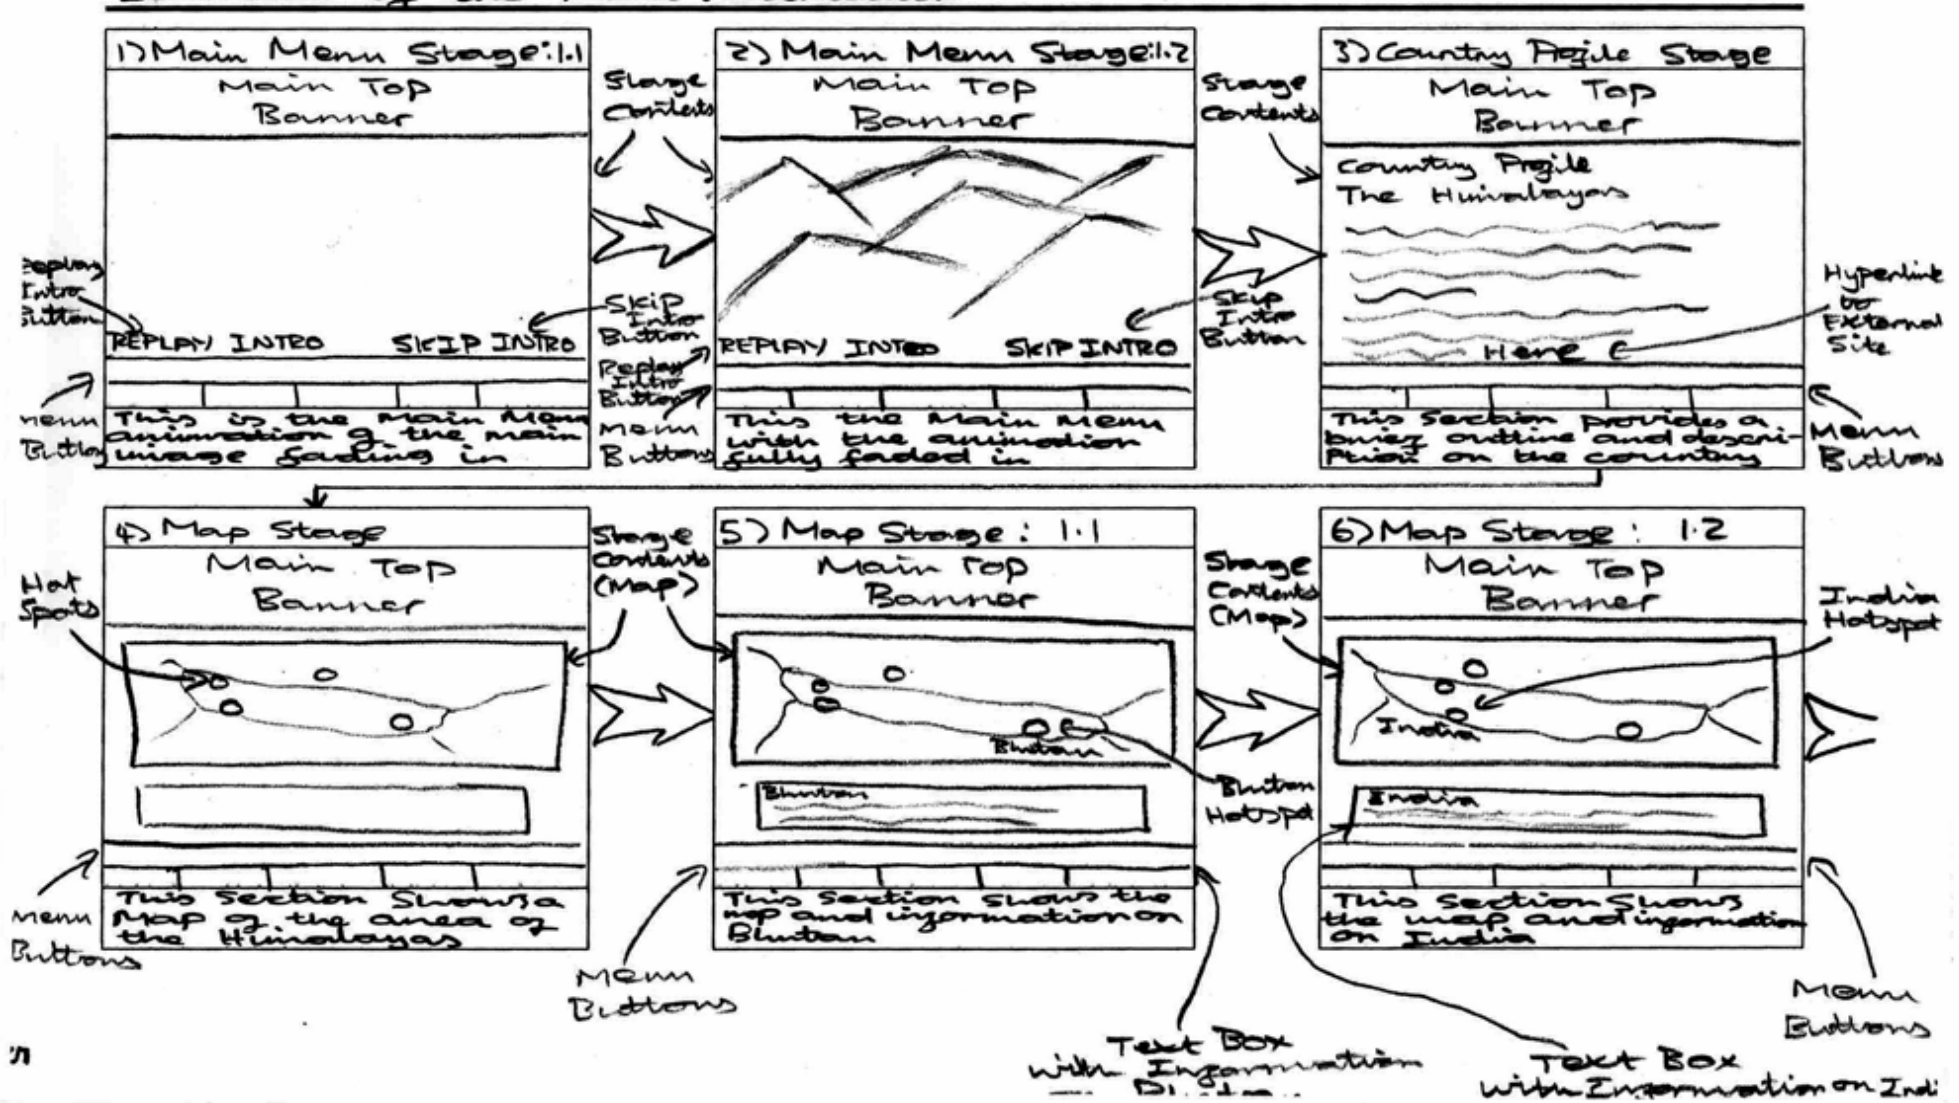 1) Main Menu Stage:1.1
Main Top
Banner
REPLAY INTRO SKIP INTRO
This is the Main Menu
animation of the main
image fading in
Replay
Intro
Button
Menu
Button
Stage
Contents
Skip
Intro
Button
Replay
Intro
Button
Menu
Buttons
2) Main Menu Stage:1.2
Main Top
Banner
REPLAY INTRO SKIP INTRO
This the Main Menu
with the animation
fully faded in
Stage
Contents
Skip
Intro
Button
3) Country Profile Stage
Main Top
Banner
Country Profile
The Himalayas
Here
This Section provides a
brief outline and descri-
ption on the country
Hyperlink
to
External
Site
Menu
Buttons
4) Map Stage
Main Top
Banner
This Section Shows a
Map of the area of
the Himalayas
Hot
Spots
Menu
Buttons
Stage
Contents
(Map)
5) Map Stage: 1.1
Main Top
Banner
Bhutan
Bhutan
This Section Shows the
map and information on
Bhutan
Menu
Buttons
Stage
Contents
(Map)
Bhutan
Hotspot
Text Box
with Information
6) Map Stage: 1.2
Main Top
Banner
India
India
This Section Shows
the map and information
on India
India
Hotspot
Menu
Buttons
Text Box
with Information on Indi